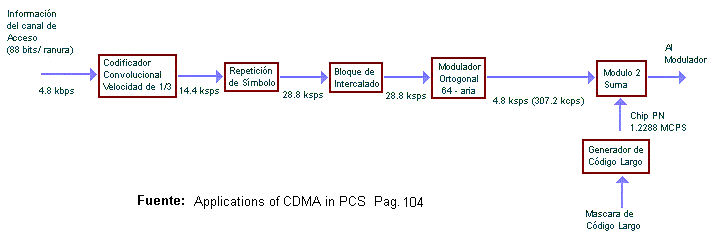 Información
del canal de
Acceso
(88 bits/ ranura)
4.8 kbps
Codificador
Convolucional
Velocidad de 1/3
14.4 ksps
Repetición
de Símbolo
28.8 ksps
Bloque de
Intercalado
28.8 ksps
Modulador
Ortogonal
64 - aria
4.8 ksps (307.2 kcps)
Modulo 2
Suma
Al
Modulador
Chip PN
1.2288 MCPS
Generador de
Código Largo
Mascara de
Código Largo
Fuente: Applications of CDMA in PCS Pag. 104